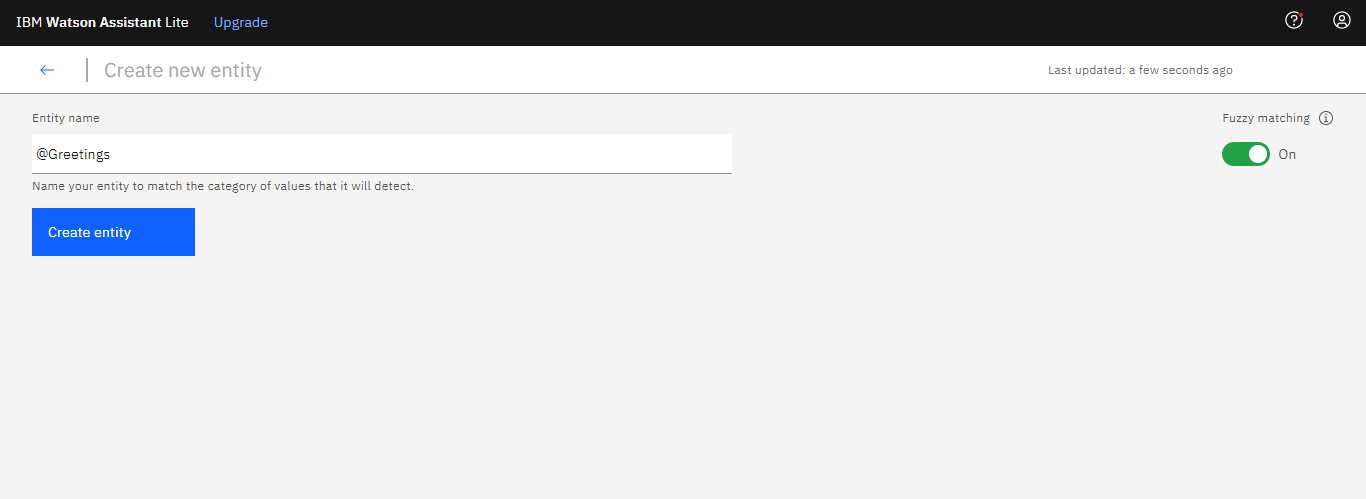 IBM Watson Assistant Lite Upgrade
Create new entity Last updated: a few seconds ago
Entity name Fuzzy matching
@Greetings On
Name your entity to match the category of values that it will detect.
Create entity